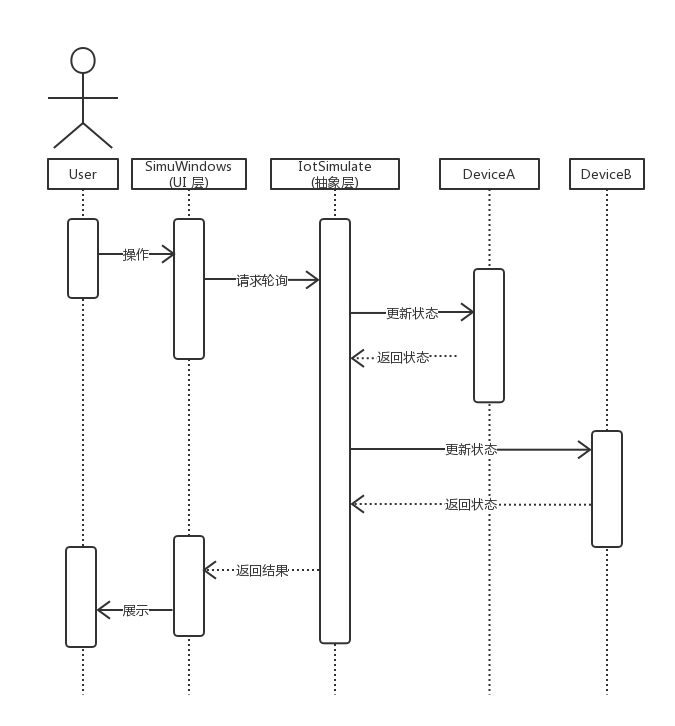 User
SimuWindows
(UI 层)
IotSimulate
(抽象层)
DeviceA
DeviceB
操作
请求轮询
更新状态
返回状态
更新状态
返回状态
返回结果
展示